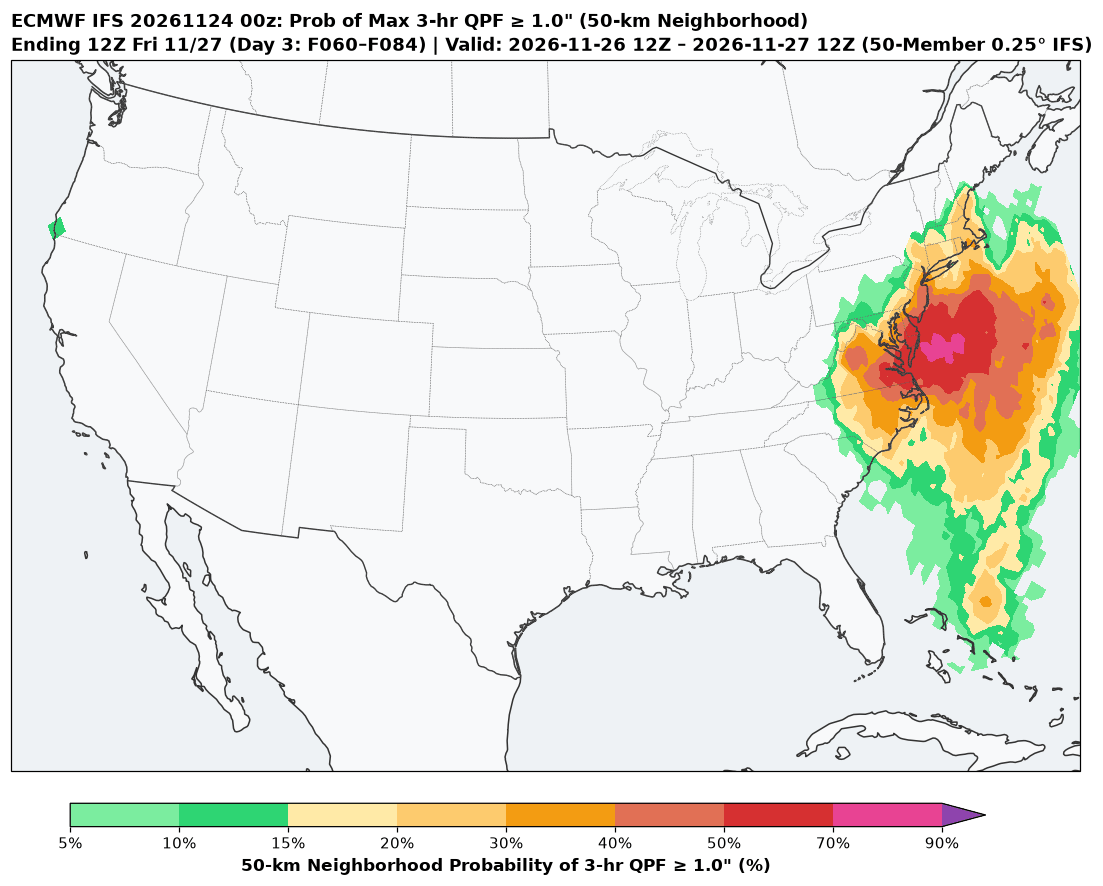 ECMWF IFS 20261124 00z: Prob of Max 3-hr QPF ≥ 1.0" (50-km Neighborhood)
Ending 12Z Fri 11/27 (Day 3: F060–F084) | Valid: 2026-11-26 12Z – 2026-11-27 12Z (50-Member 0.25° IFS)
5% 10% 15% 20% 30% 40% 50% 70% 90%
50-km Neighborhood Probability of 3-hr QPF ≥ 1.0" (%)